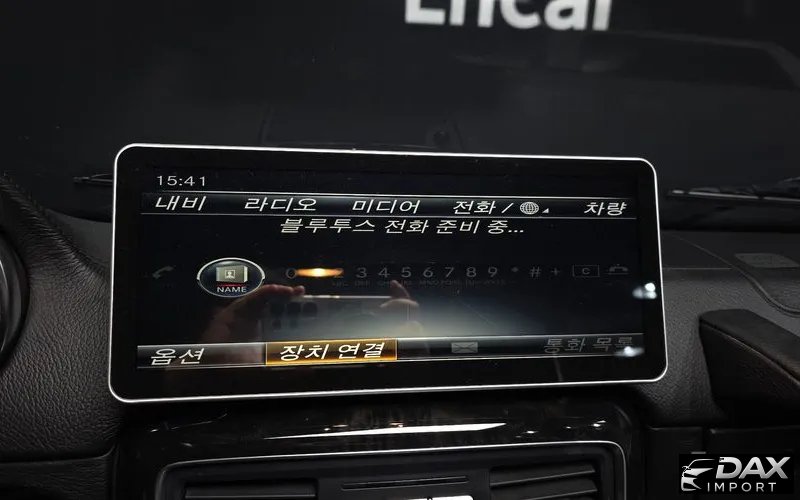 Encar
15:41
내비 라디오 미디어 전화 / 차량
블루투스 전화 준비 중...
NAME 0 3 4 5 6 7 8 9 * # + C
옵션 장치 연결 통화 목록
DAX
IMPORT